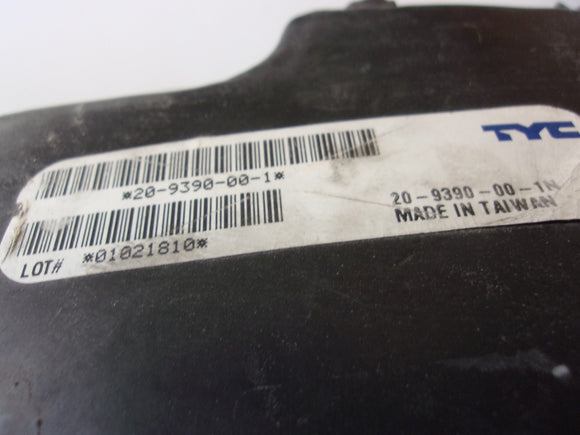 TYC
*20-9390-00-1*
20-9390-00-1N
MADE IN TAIWAN
LOT# *01021810*